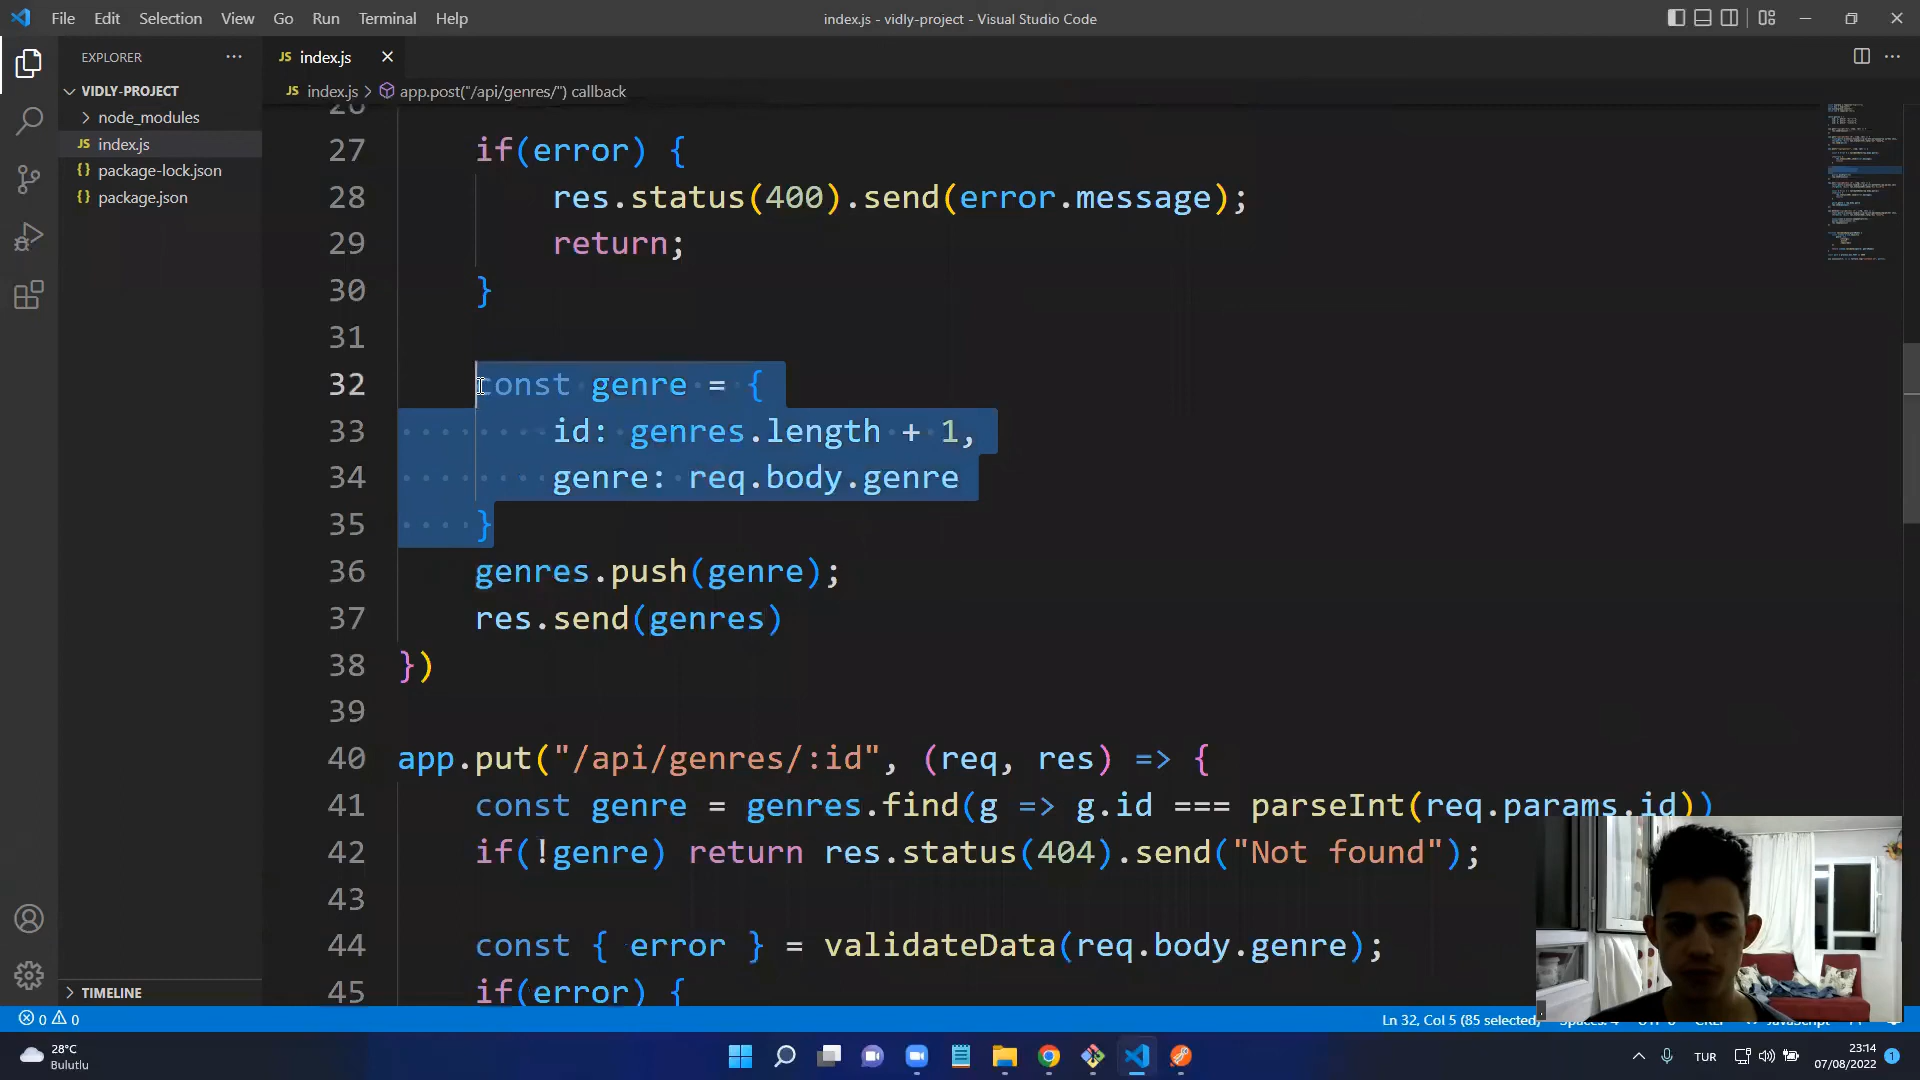 File Edit Selection View Go Run Terminal Help
index.js - vidly-project - Visual Studio Code
EXPLORER
JS index.js
VIDLY-PROJECT
JS index.js > app.post("/api/genres/") callback
node_modules
JS index.js
{} package-lock.json
{} package.json
26
27 if(error) {
28 res.status(400).send(error.message);
29 return;
30 }
31
32 const genre = {
33 id: genres.length + 1,
34 genre: req.body.genre
35 }
36 genres.push(genre);
37 res.send(genres)
38 })
39
40 app.put("/api/genres/:id", (req, res) => {
41 const genre = genres.find(g => g.id === parseInt(req.params.id))
42 if(!genre) return res.status(404).send("Not found");
43
44 const { error } = validateData(req.body.genre);
45 if(error) {
TIMELINE
0 0
Ln 32, Col 5 (85 selected)
28°C
Bulutlu
TUR
23:14
07/08/2022
1